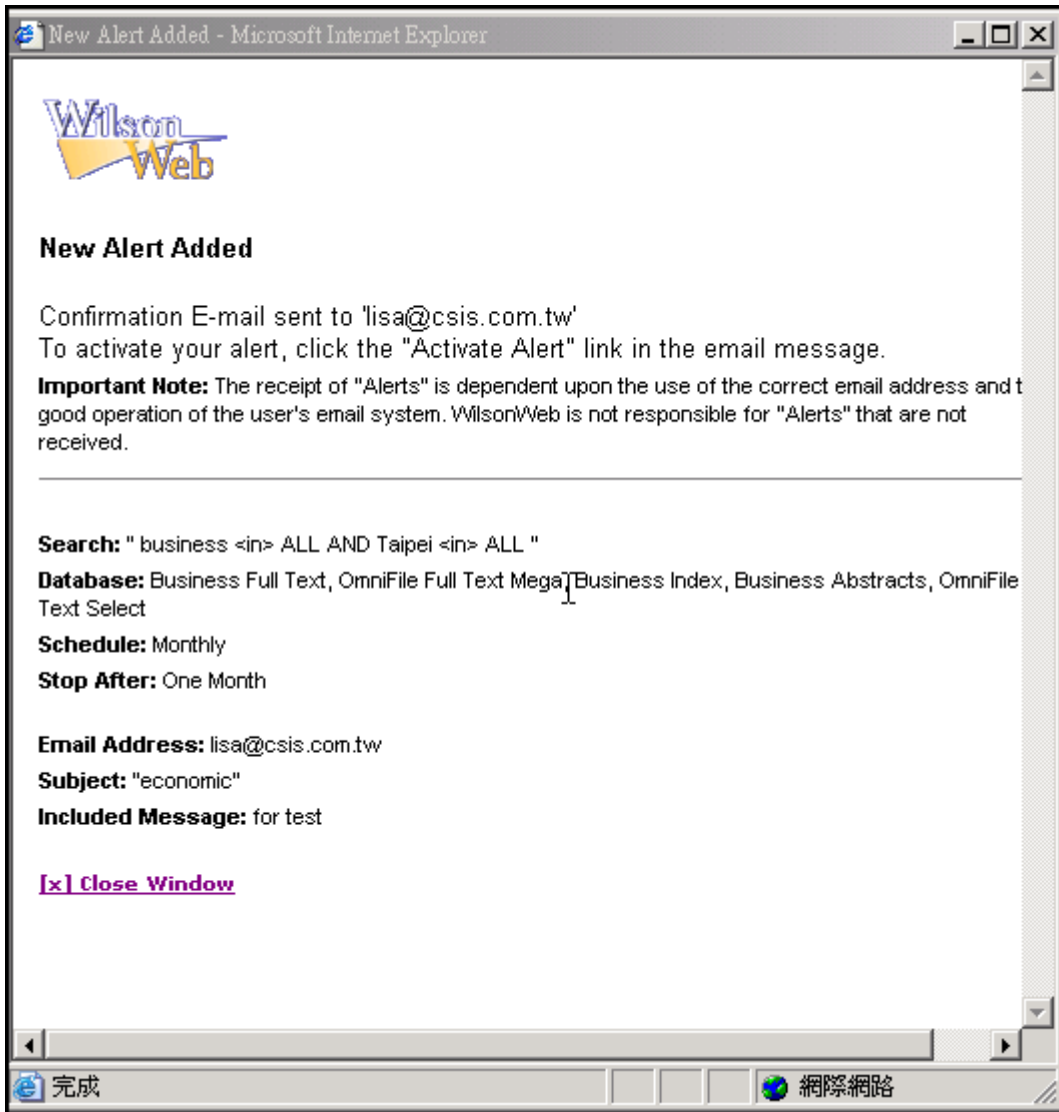 New Alert Added - Microsoft Internet Explorer
Wilson
Web
New Alert Added
Confirmation E-mail sent to 'lisa@csis.com.tw'
To activate your alert, click the "Activate Alert" link in the email message.
Important Note: The receipt of "Alerts" is dependent upon the use of the correct email address and t
good operation of the user's email system. WilsonWeb is not responsible for "Alerts" that are not
received.
Search: " business <in> ALL AND Taipei <in> ALL "
Database: Business Full Text, OmniFile Full Text Mega, Business Index, Business Abstracts, OmniFile
Text Select
Schedule: Monthly
Stop After: One Month
Email Address: lisa@csis.com.tw
Subject: "economic"
Included Message: for test
[x] Close Window
完成 網際網路